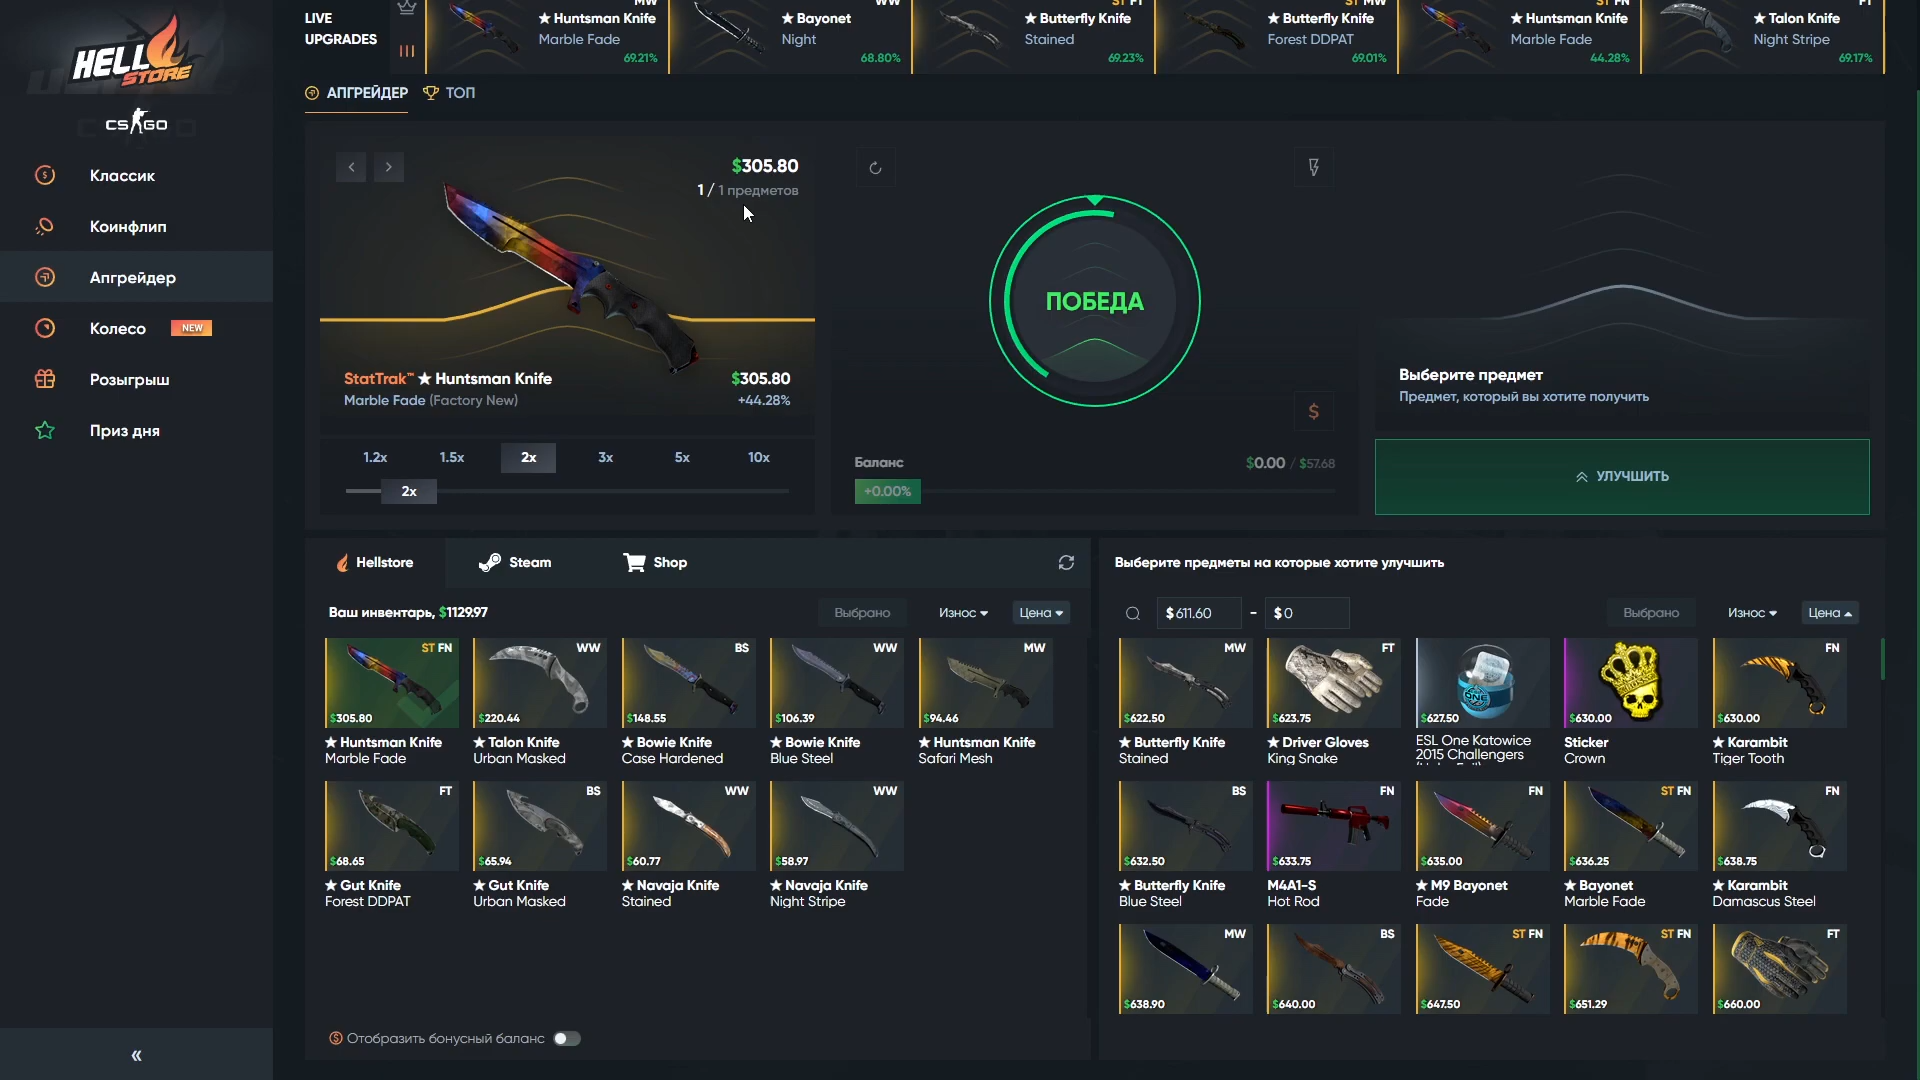 HELL
STORE
CS GO
Классик
Коинфлип
Апгрейдер
Колесо NEW
Розыгрыш
Приз дня
«
LIVE
UPGRADES
MW
★ Huntsman Knife
Marble Fade
69.21%
WW
★ Bayonet
Night
68.80%
ST FT
★ Butterfly Knife
Stained
69.23%
ST MW
★ Butterfly Knife
Forest DDPAT
69.01%
ST FN
★ Huntsman Knife
Marble Fade
44.28%
FT
★ Talon Knife
Night Stripe
69.17%
АПГРЕЙДЕР ТОП
$305.80
1 / 1 предметов
StatTrak™ ★ Huntsman Knife $305.80
Marble Fade (Factory New) +44.28%
1.2x 1.5x 2x 3x 5x 10x
2x
ПОБЕДА
$
Баланс $0.00 / $57.68
+0.00%
Выберите предмет
Предмет, который вы хотите получить
УЛУЧШИТЬ
Hellstore Steam Shop
Ваш инвентарь, $1129.97 Выбрано Износ Цена
ST FN
$305.80
★ Huntsman Knife
Marble Fade
WW
$220.44
★ Talon Knife
Urban Masked
BS
$148.55
★ Bowie Knife
Case Hardened
WW
$106.39
★ Bowie Knife
Blue Steel
MW
$94.46
★ Huntsman Knife
Safari Mesh
FT
$68.65
★ Gut Knife
Forest DDPAT
BS
$65.94
★ Gut Knife
Urban Masked
WW
$60.77
★ Navaja Knife
Stained
WW
$58.97
★ Navaja Knife
Night Stripe
Отобразить бонусный баланс
Выберите предметы на которые хотите улучшить
$ 611.60 - $ 0 Выбрано Износ Цена
MW
$622.50
★ Butterfly Knife
Stained
FT
$623.75
★ Driver Gloves
King Snake
$627.50
ESL One Katowice
2015 Challengers
$630.00
Sticker
Crown
FN
$630.00
★ Karambit
Tiger Tooth
BS
$632.50
★ Butterfly Knife
Blue Steel
FN
$633.75
M4A1-S
Hot Rod
FN
$635.00
★ M9 Bayonet
Fade
ST FN
$636.25
★ Bayonet
Marble Fade
FN
$638.75
★ Karambit
Damascus Steel
MW
$638.90
BS
$640.00
ST FN
$647.50
ST FN
$651.29
FT
$660.00